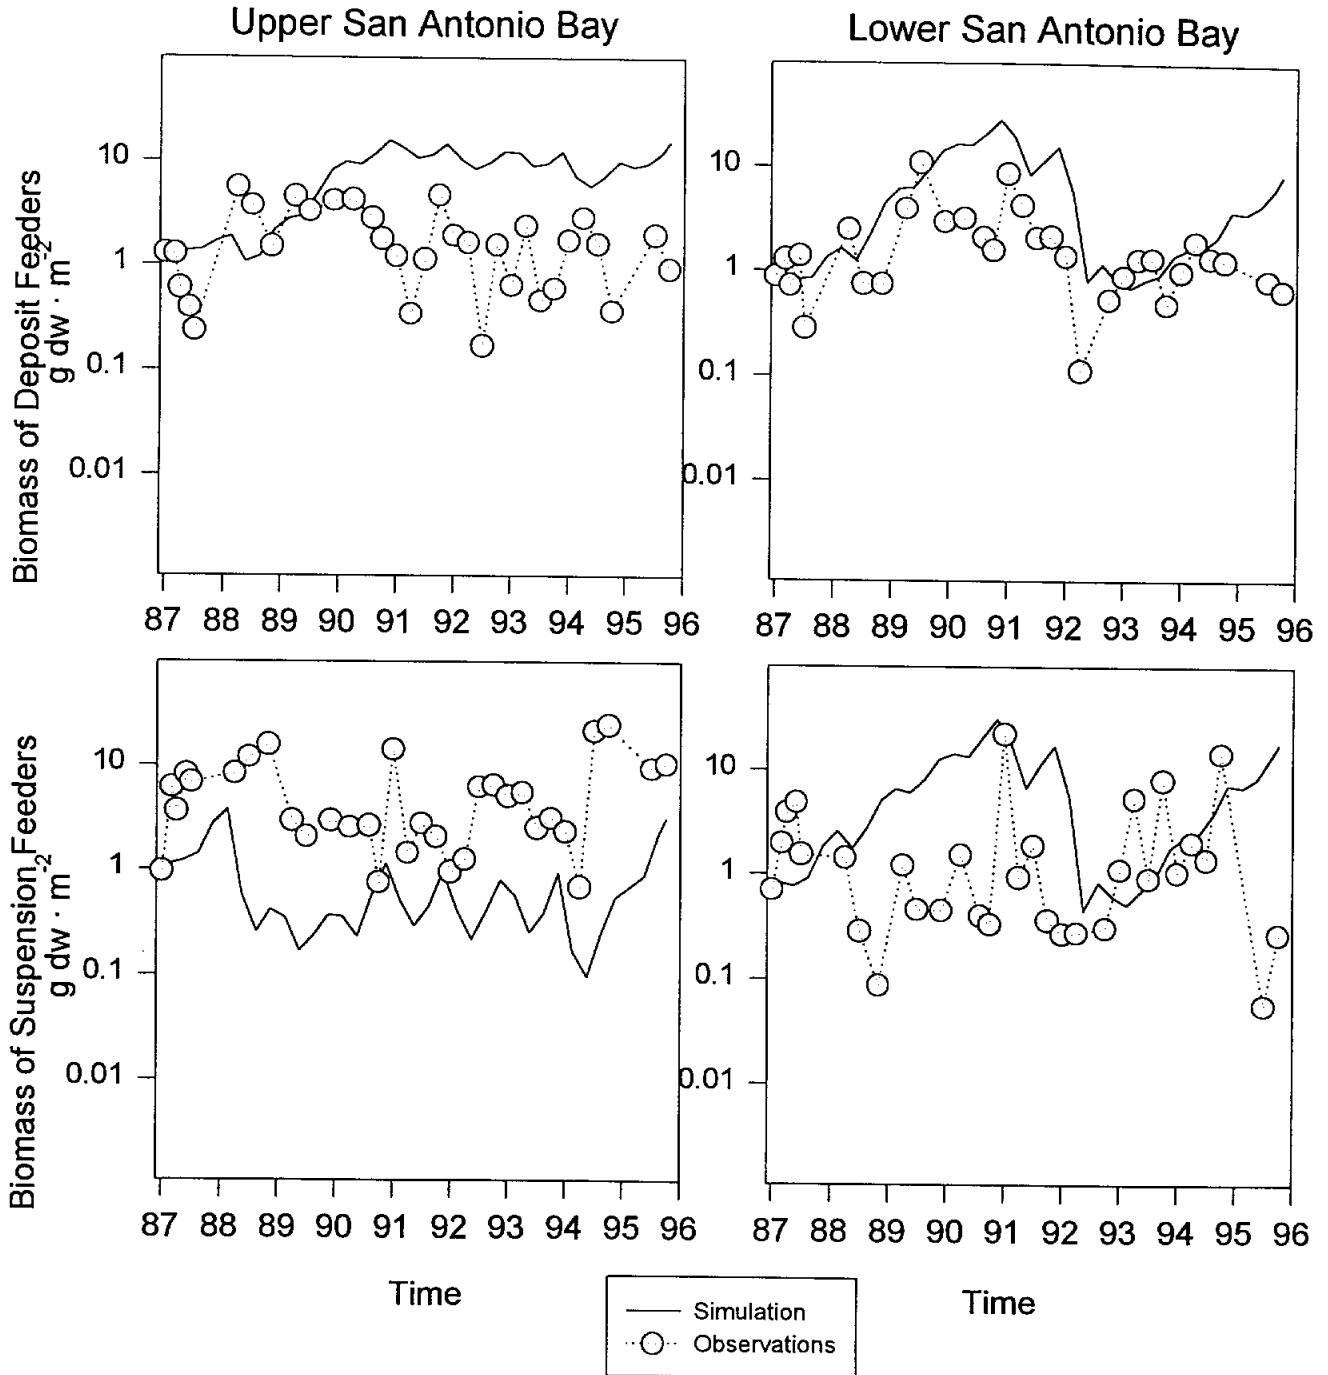 Upper San Antonio Bay
Lower San Antonio Bay
Biomass of Deposit Feeders
g dw · m-2
10
1
0.1
0.01
87 88 89 90 91 92 93 94 95 96
10
1
0.1
0.01
87 88 89 90 91 92 93 94 95 96
Biomass of Suspension Feeders
g dw · m-2
10
1
0.1
0.01
87 88 89 90 91 92 93 94 95 96
10
1
0.1
0.01
87 88 89 90 91 92 93 94 95 96
Time
Time
Simulation
Observations